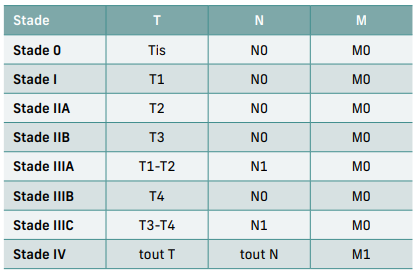 Stade T N M
Stade 0 Tis N0 M0
Stade I T1 N0 M0
Stade IIA T2 N0 M0
Stade IIB T3 N0 M0
Stade IIIA T1-T2 N1 M0
Stade IIIB T4 N0 M0
Stade IIIC T3-T4 N1 M0
Stade IV tout T tout N M1